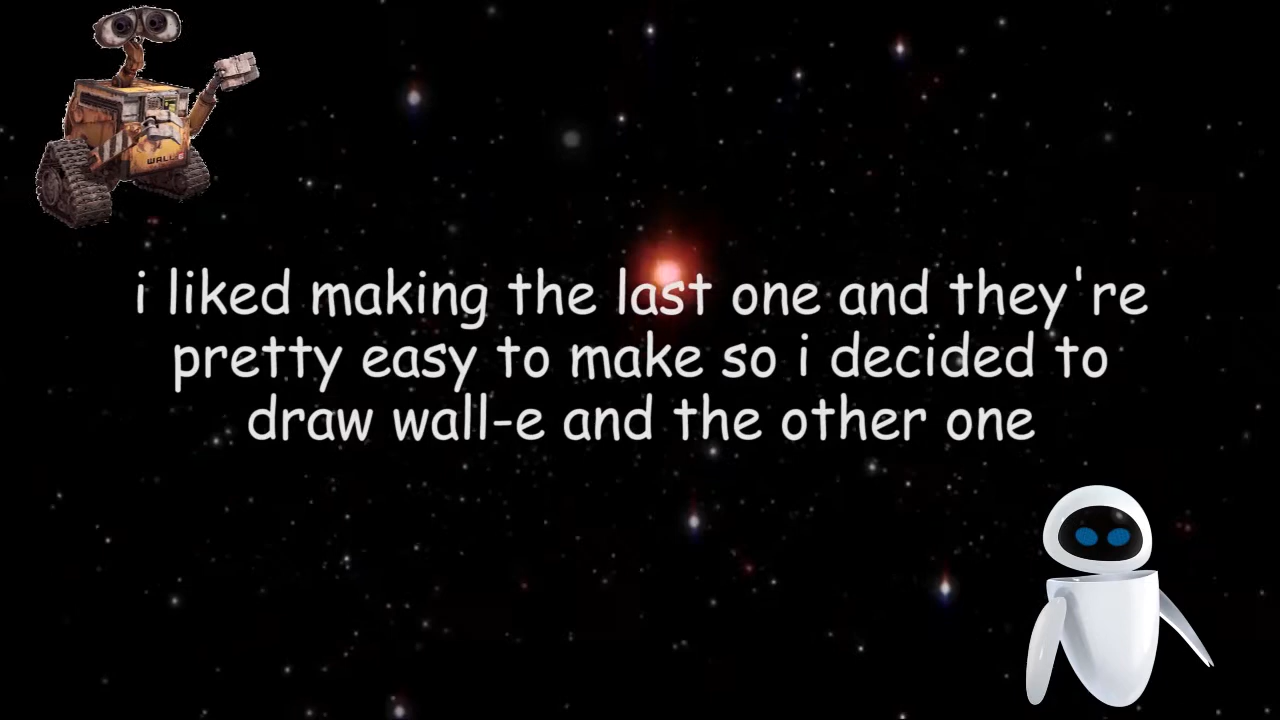 WALL-E
i liked making the last one and they're
pretty easy to make so i decided to
draw wall-e and the other one